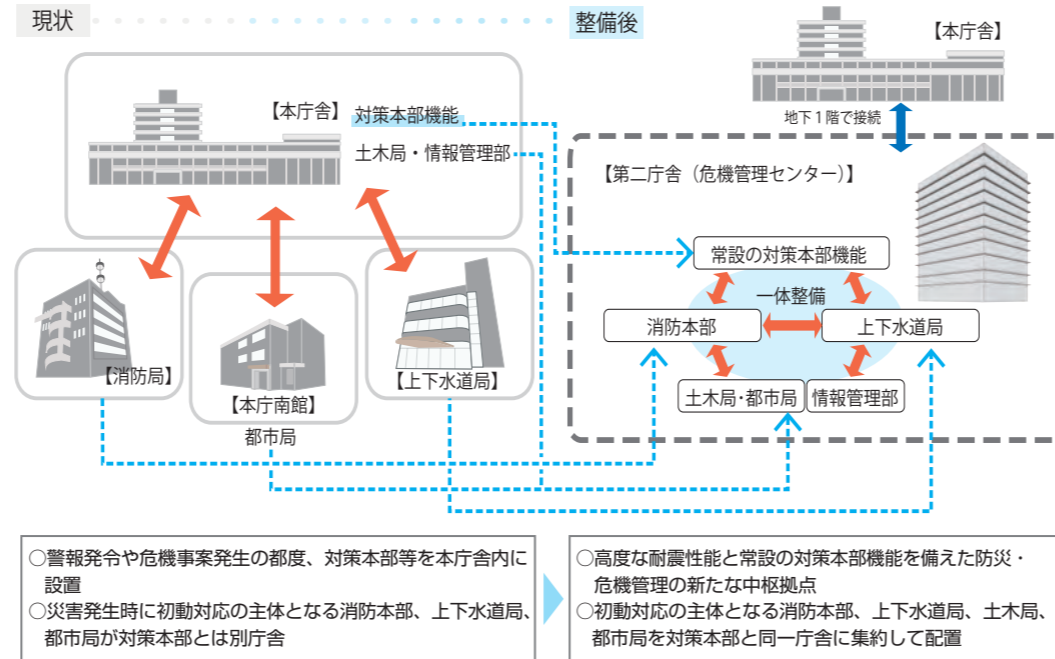 現状
整備後
【本庁舎】
対策本部機能
土木局・情報管理部
【消防局】
【本庁南館】
都市局
【上下水道局】
【本庁舎】
地下1階で接続
【第二庁舎（危機管理センター）】
常設の対策本部機能
一体整備
消防本部
上下水道局
土木局・都市局
情報管理部
○警報発令や危機事案発生の都度、対策本部等を本庁舎内に
設置
○災害発生時に初動対応の主体となる消防本部、上下水道局、
都市局が対策本部とは別庁舎
○高度な耐震性能と常設の対策本部機能を備えた防災・
危機管理の新たな中枢拠点
○初動対応の主体となる消防本部、上下水道局、土木局、
都市局を対策本部と同一庁舎に集約して配置